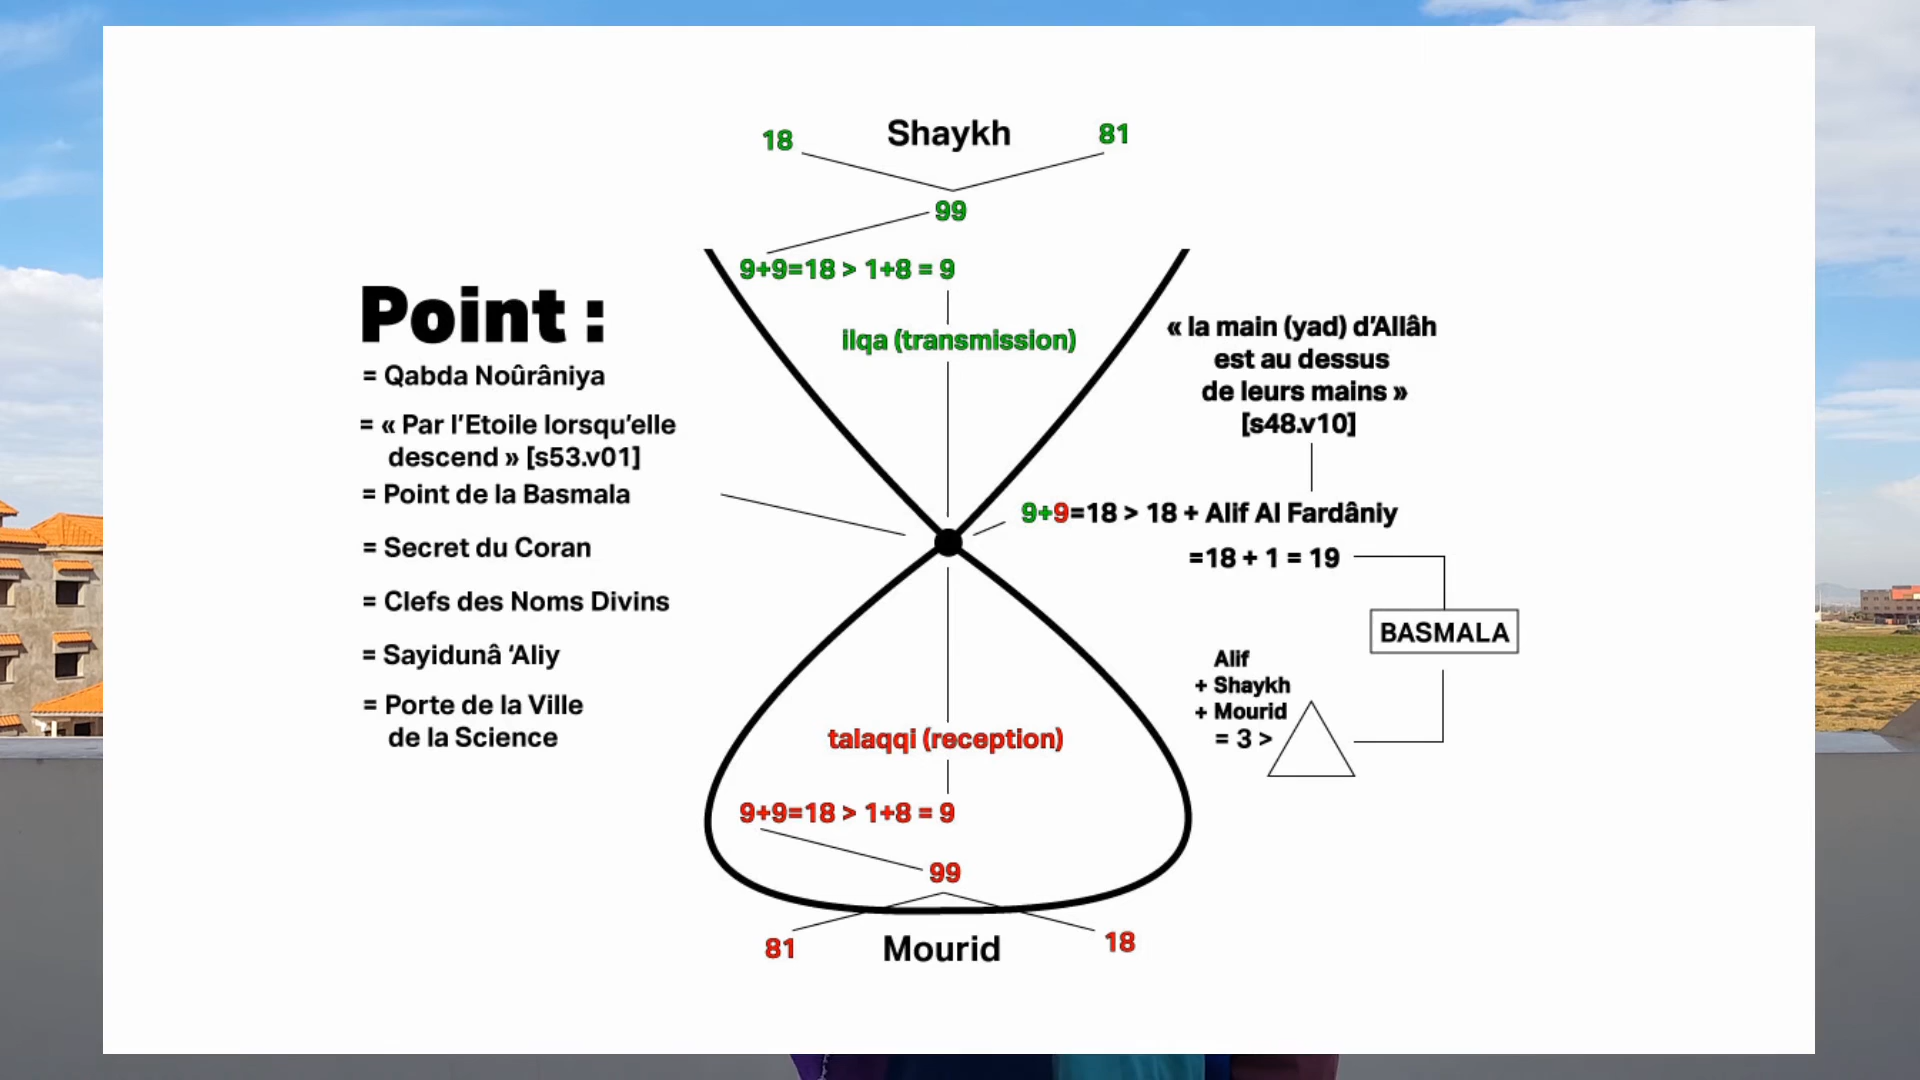 18
Shaykh
81
99
9+9=18 > 1+8 = 9
ilqa (transmission)
Point :
= Qabda Noûrâniya
= « Par l’Etoile lorsqu’elle
descend » [s53.v01]
= Point de la Basmala
= Secret du Coran
= Clefs des Noms Divins
= Sayidunâ ‘Aliy
= Porte de la Ville
de la Science
« la main (yad) d’Allâh
est au dessus
de leurs mains »
[s48.v10]
9+9=18 > 18 + Alif Al Fardâniy
=18 + 1 = 19
BASMALA
Alif
+ Shaykh
+ Mourid
= 3 >
talaqqi (reception)
9+9=18 > 1+8 = 9
99
81
Mourid
18